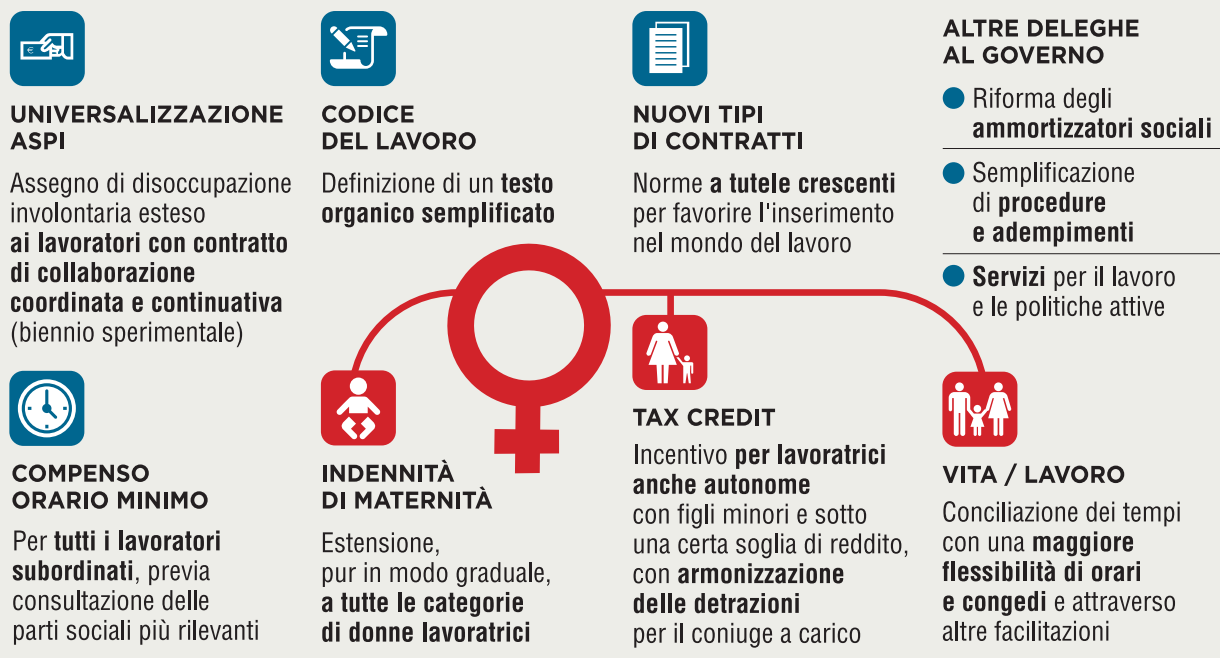 UNIVERSALIZZAZIONE
ASPI
Assegno di disoccupazione
involontaria esteso
ai lavoratori con contratto
di collaborazione
coordinata e continuativa
(biennio sperimentale)
CODICE
DEL LAVORO
Definizione di un testo
organico semplificato
NUOVI TIPI
DI CONTRATTI
Norme a tutele crescenti
per favorire l'inserimento
nel mondo del lavoro
ALTRE DELEGHE
AL GOVERNO
Riforma degli
ammortizzatori sociali
Semplificazione
di procedure
e adempimenti
Servizi per il lavoro
e le politiche attive
COMPENSO
ORARIO MINIMO
Per tutti i lavoratori
subordinati, previa
consultazione delle
parti sociali più rilevanti
INDENNITÀ
DI MATERNITÀ
Estensione,
pur in modo graduale,
a tutte le categorie
di donne lavoratrici
TAX CREDIT
Incentivo per lavoratrici
anche autonome
con figli minori e sotto
una certa soglia di reddito,
con armonizzazione
delle detrazioni
per il coniuge a carico
VITA / LAVORO
Conciliazione dei tempi
con una maggiore
flessibilità di orari
e congedi e attraverso
altre facilitazioni